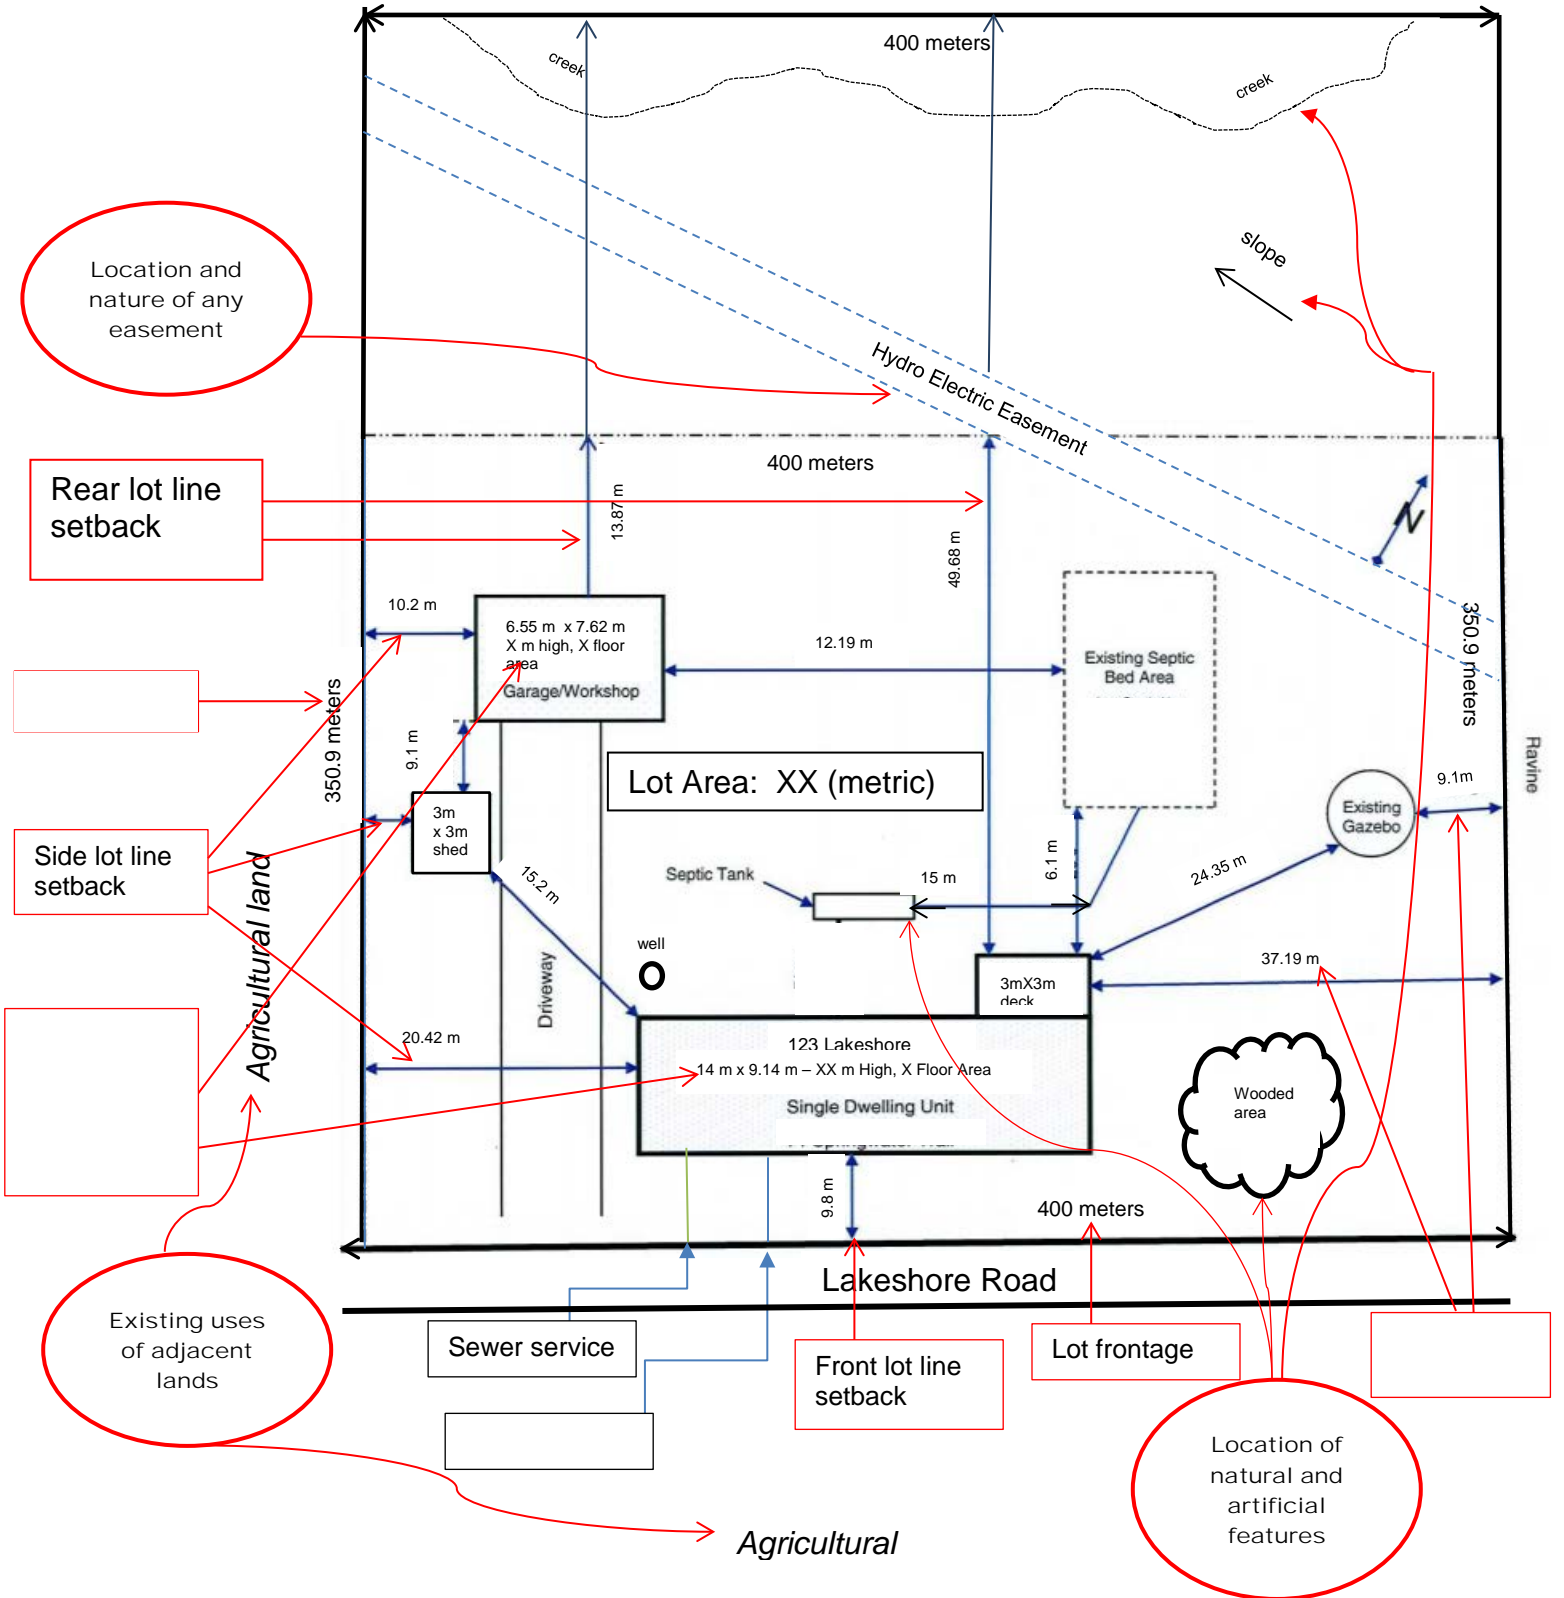 400 meters
creek
creek
slope
Location and
nature of any
easement
Hydro Electric Easement
400 meters
Rear lot line
setback
13.87 m
49.68 m
N
10.2 m
6.55 m x 7.62 m
X m high, X floor
area
Garage/Workshop
12.19 m
Existing Septic
Bed Area
350.9 meters
350.9 meters
Ravine
9.1 m
Lot Area: XX (metric)
9.1m
Existing
Gazebo
3m
x 3m
shed
Side lot line
setback
Agricultural land
15.2 m
Septic Tank
15 m
6.1 m
24.35 m
well
Driveway
3mX3m
deck
37.19 m
20.42 m
123 Lakeshore
14 m x 9.14 m – XX m High, X Floor Area
Single Dwelling Unit
Wooded
area
9.8 m
400 meters
Lakeshore Road
Existing uses
of adjacent
lands
Sewer service
Front lot line
setback
Lot frontage
Location of
natural and
artificial
features
Agricultural